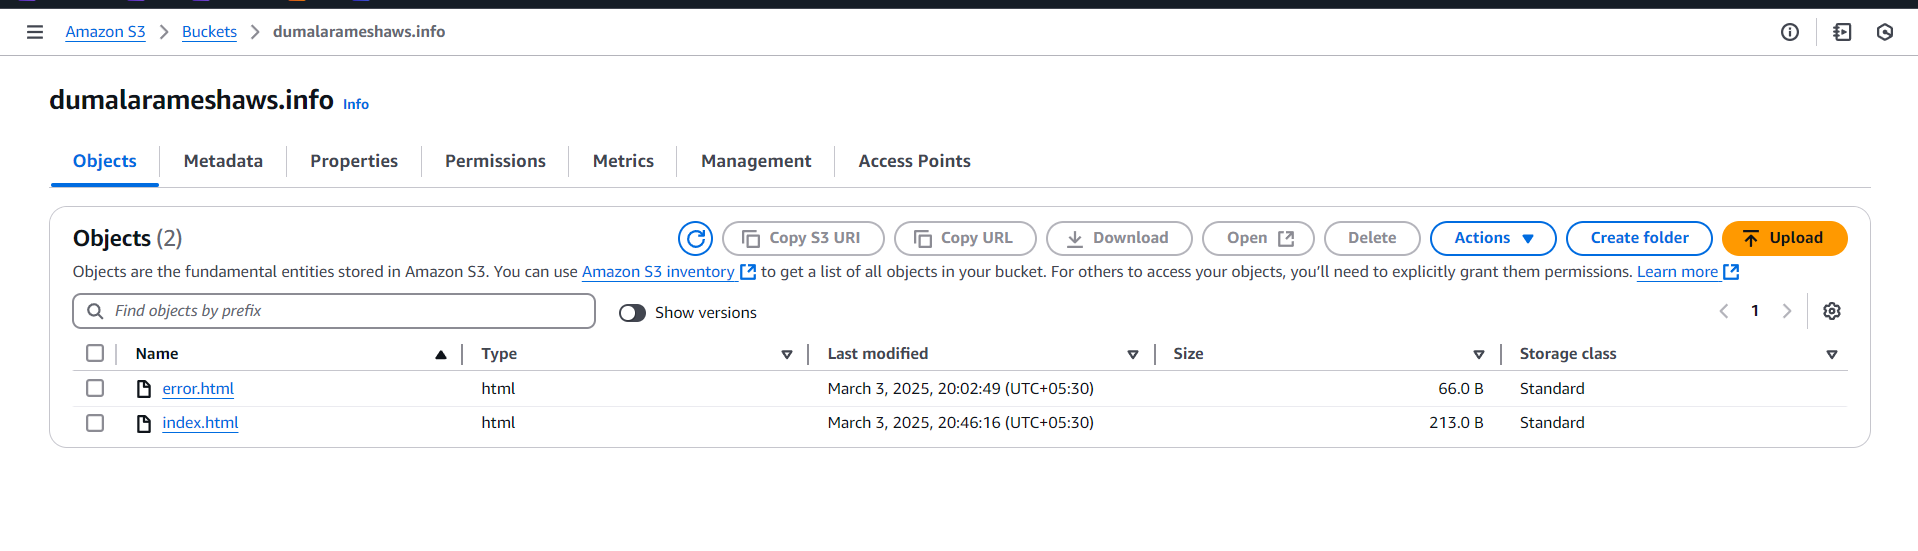 Amazon S3 Buckets dumalarameshaws.info
dumalarameshaws.info Info
Objects Metadata Properties Permissions Metrics Management Access Points
Objects (2) Copy S3 URI Copy URL Download Open Delete Actions Create folder Upload
Objects are the fundamental entities stored in Amazon S3. You can use Amazon S3 inventory to get a list of all objects in your bucket. For others to access your objects, you’ll need to explicitly grant them permissions. Learn more
Find objects by prefix Show versions 1
Name Type Last modified Size Storage class
error.html html March 3, 2025, 20:02:49 (UTC+05:30) 66.0 B Standard
index.html html March 3, 2025, 20:46:16 (UTC+05:30) 213.0 B Standard